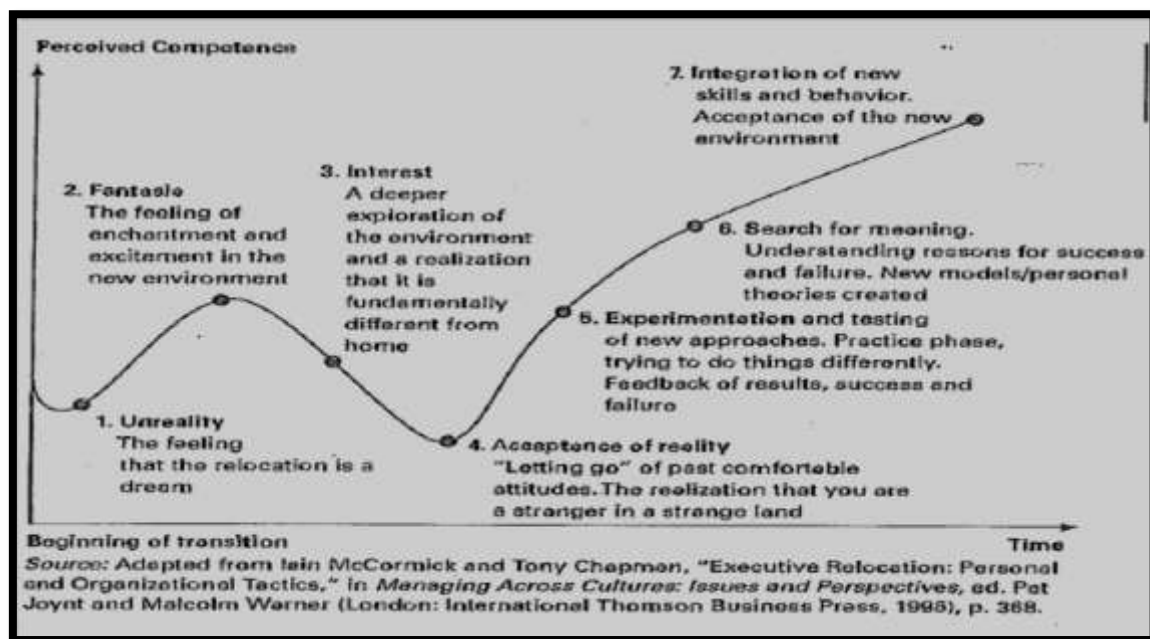 Perceived Competence
7. Integration of new
skills and behavior.
Acceptance of the new
environment
3. Interest
A deeper
exploration of
the environment
and a realization
that it is
fundamentally
different from
home
2. Fantasie
The feeling of
enchantment and
excitement in the
new environment
6. Search for meaning.
Understanding reasons for success
and failure. New models/personal
theories created
5. Experimentation and testing
of new approaches. Practice phase,
trying to do things differently.
Feedback of results, success and
failure
1. Unreality
The feeling
that the relocation is a
dream
4. Acceptance of reality
"Letting go" of past comfortable
attitudes. The realization that you are
a stranger in a strange land
Beginning of transition
Time
Source: Adapted from Iain McCormick and Tony Chapman, "Executive Relocation: Personal
and Organizational Tactics," in Managing Across Cultures: Issues and Perspectives, ed. Pat
Joynt and Malcolm Warner (London: International Thomson Business Press, 1996), p. 368.